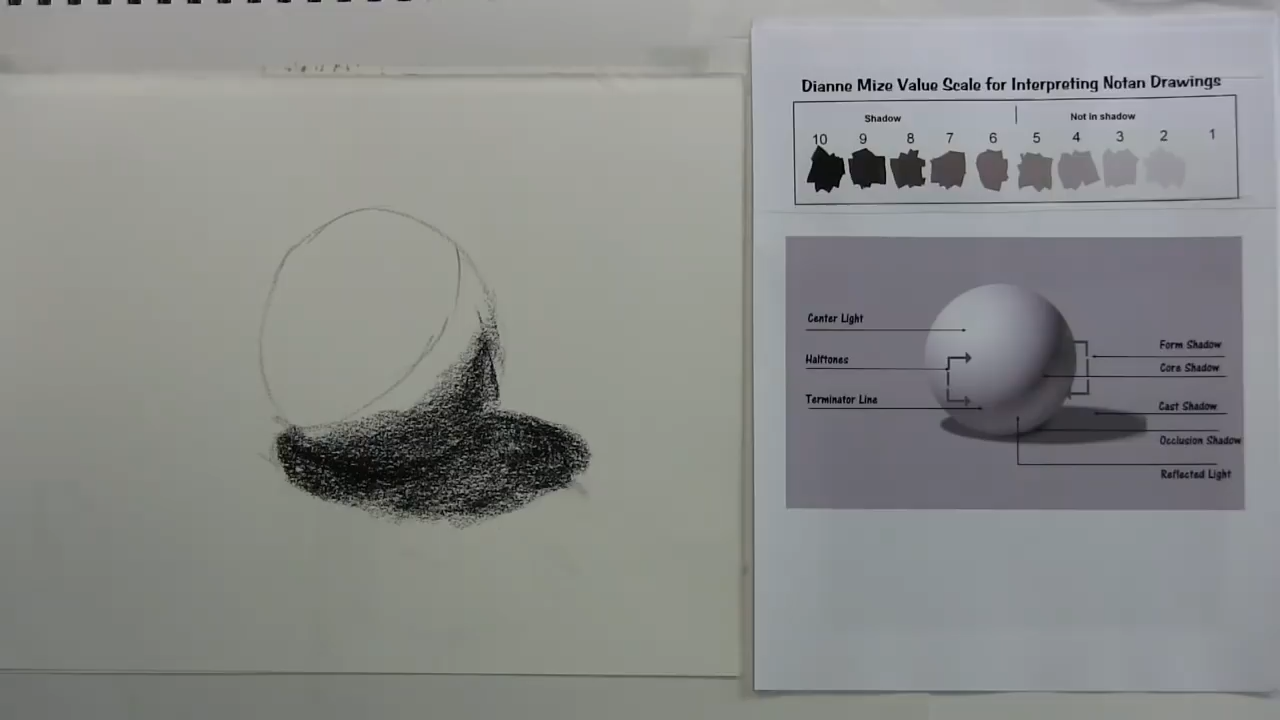 Dianne Mize Value Scale for Interpreting Notan Drawings
Shadow Not in shadow
10 9 8 7 6 5 4 3 2 1
Center Light
Halftones
Terminator Line
Form Shadow
Core Shadow
Cast Shadow
Occlusion Shadow
Reflected Light